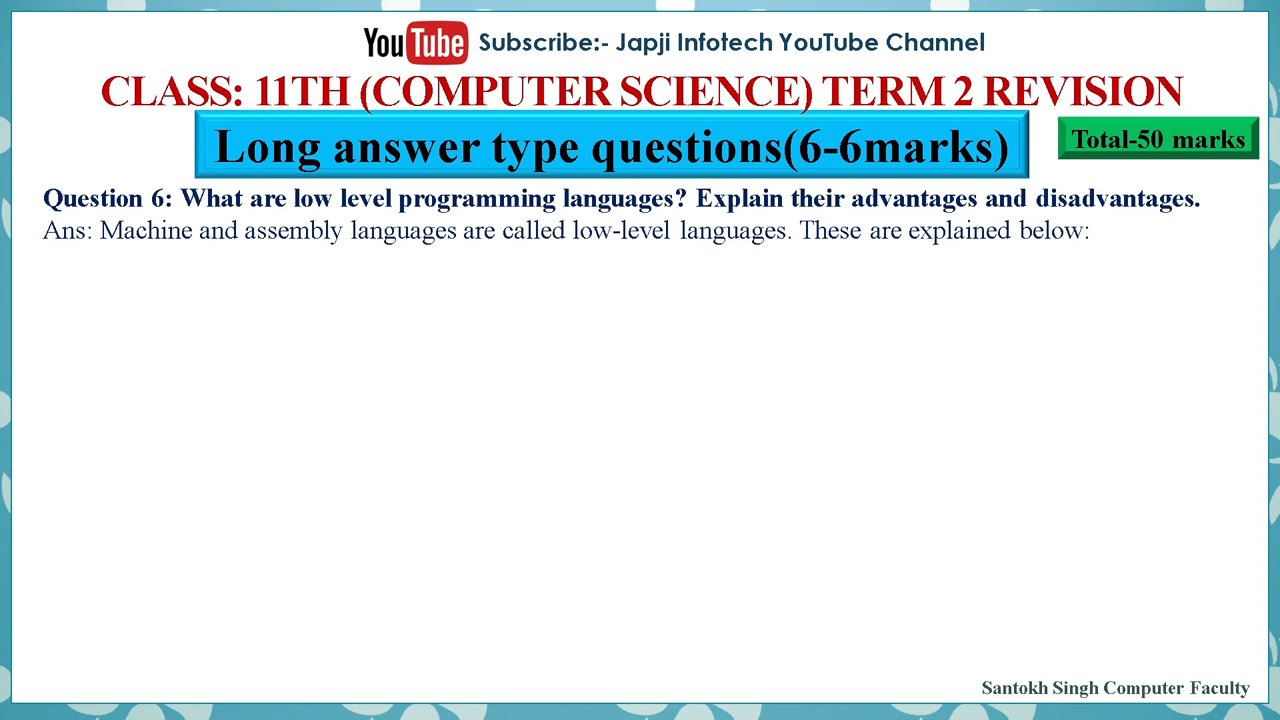 YouTube Subscribe:- Japji Infotech YouTube Channel
CLASS: 11TH (COMPUTER SCIENCE) TERM 2 REVISION
Long answer type questions(6-6marks)
Total-50 marks
Question 6: What are low level programming languages? Explain their advantages and disadvantages.
Ans: Machine and assembly languages are called low-level languages. These are explained below:
Santokh Singh Computer Faculty